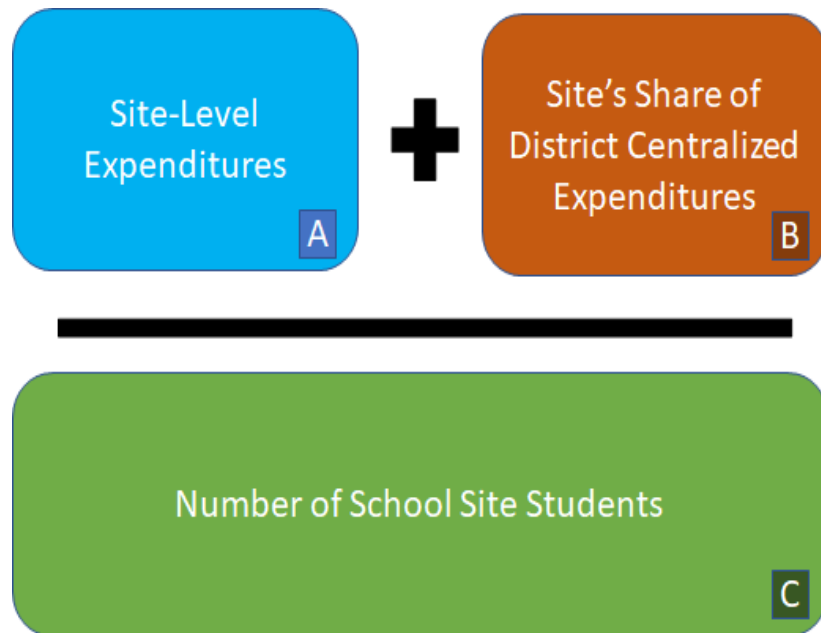 Site-Level
Expenditures
A
Site's Share of
District Centralized
Expenditures
B
Number of School Site Students
C